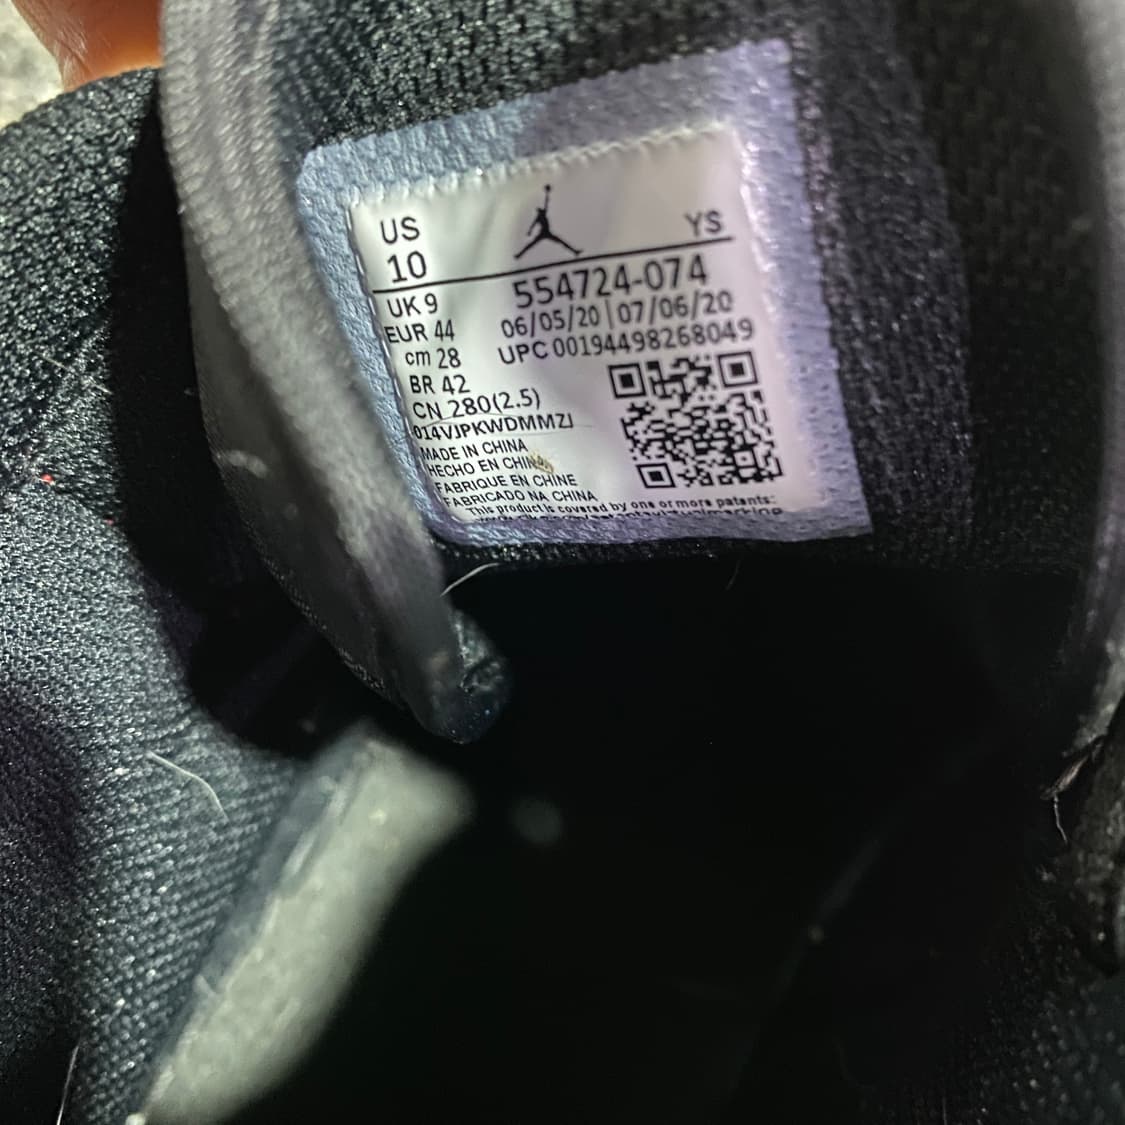 US
YS
10
554724-074
UK 9
06/05/20 | 07/06/20
EUR 44
UPC 00194498268049
cm 28
BR 42
CN 280(2.5)
014VJPKWDMMZJ
MADE IN CHINA
HECHO EN CHINA
FABRIQUE EN CHINE
FABRICADO NA CHINA
This product is covered by one or more patents: